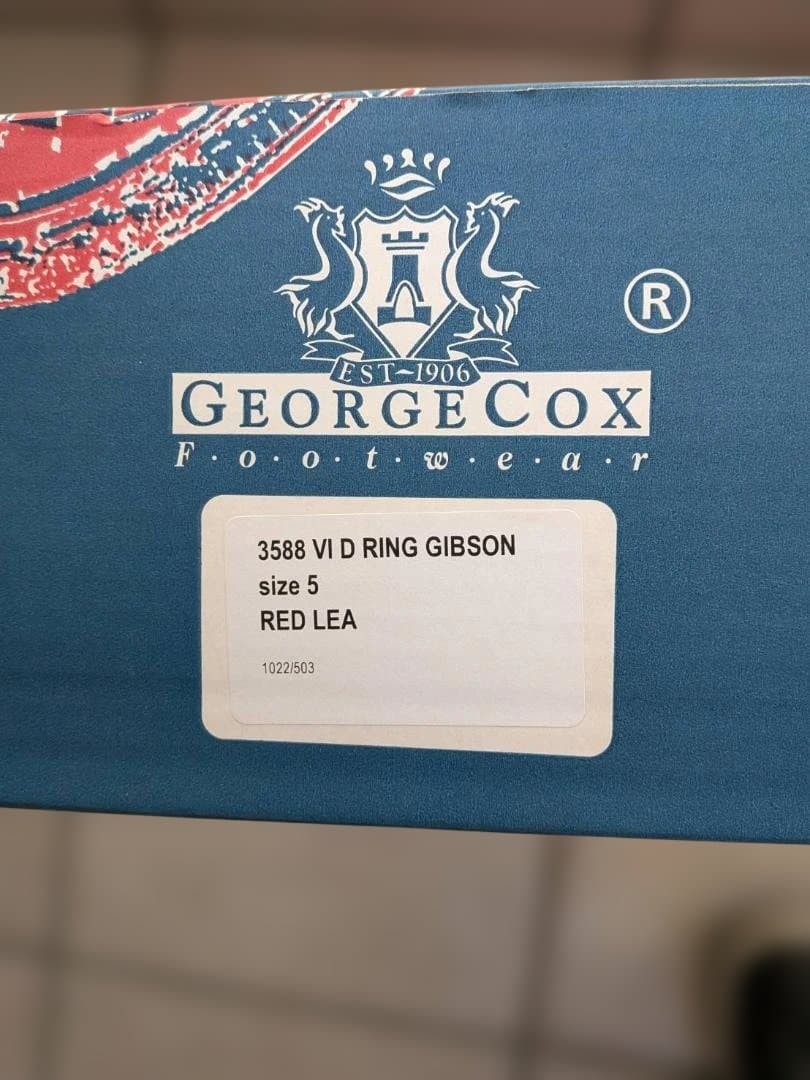 ®
EST~1906
GEORGE COX
F·o·o·t·w·e·a·r
3588 VI D RING GIBSON
size 5
RED LEA
1022/503